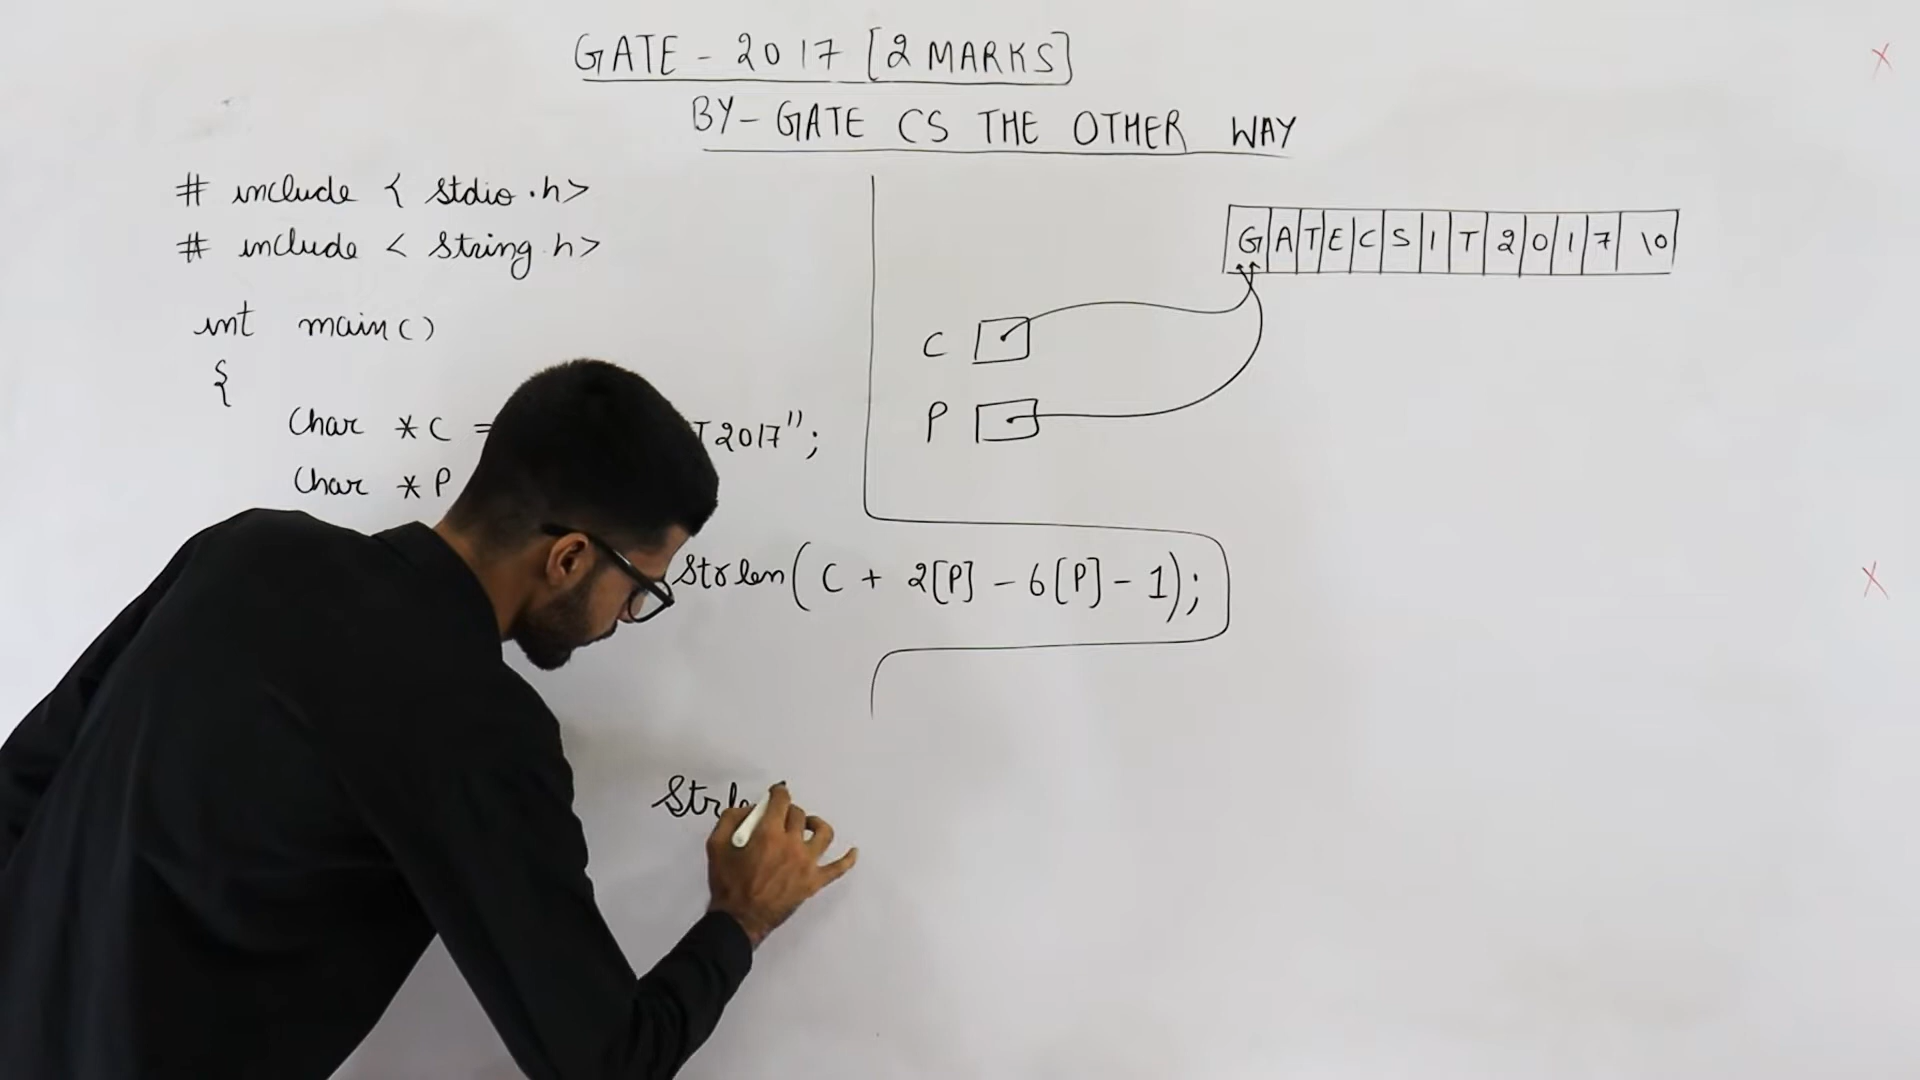 GATE - 2017 [2 MARKS]
BY- GATE CS THE OTHER WAY
# include < stdio.h>
# include < string.h>
int main()
{
Char *C =
T2017";
Char *P
Strlen(C + 2[P] - 6[P] - 1);
G A T E C S I T 2 0 1 7 \0
C
P
Strle